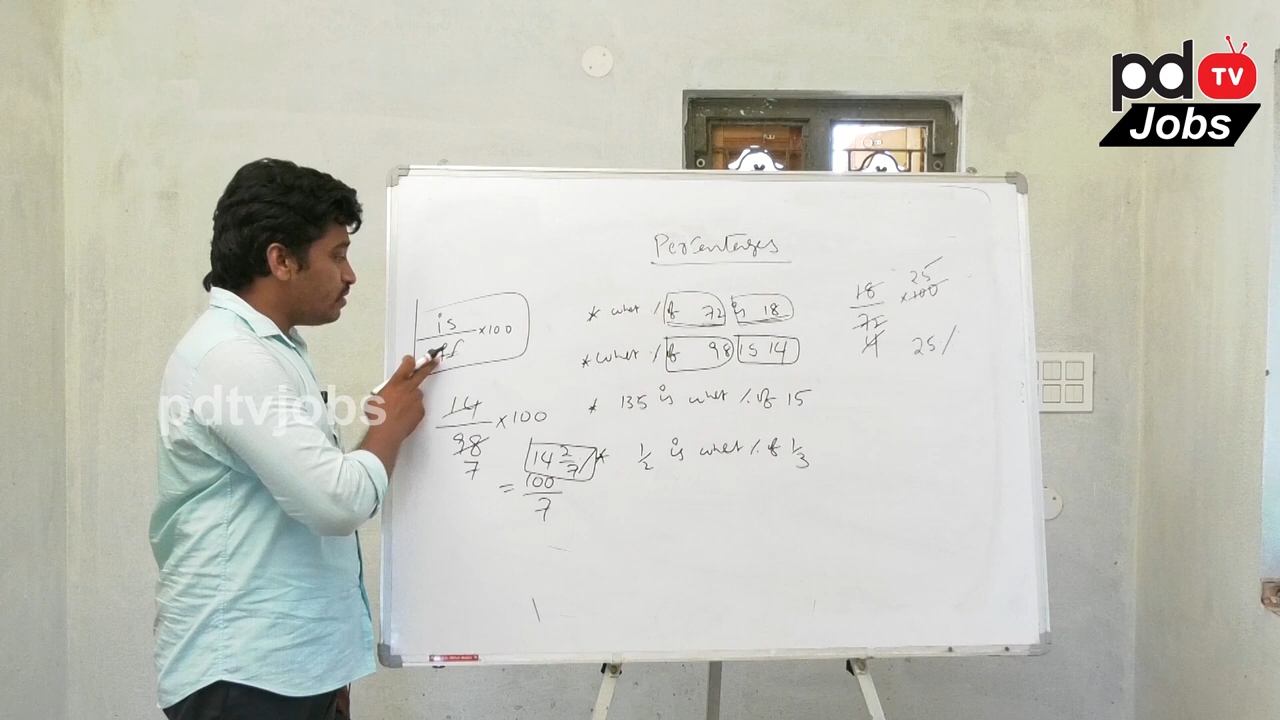 pd TV
Jobs
Percentages
is/of ×100
* what % of 72 is 18
18/72 ×100 25
4
25%
* what % of 98 is 14
14/98 ×100
7
* 135 is what % of 15
14 2/7 %
* 1/2 is what % of 1/3
= 100/7
pdtvjobs